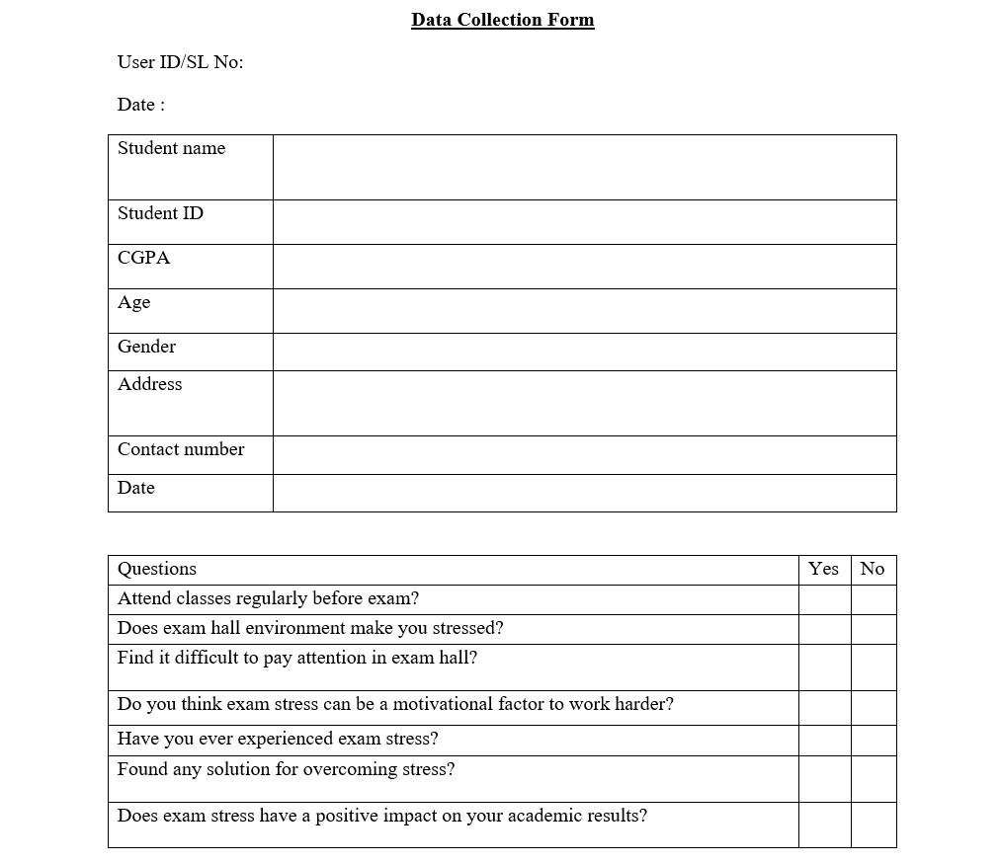 Data Collection Form
User ID/SL No:
Date :
Student name
Student ID
CGPA
Age
Gender
Address
Contact number
Date
Questions Yes No
Attend classes regularly before exam?
Does exam hall environment make you stressed?
Find it difficult to pay attention in exam hall?
Do you think exam stress can be a motivational factor to work harder?
Have you ever experienced exam stress?
Found any solution for overcoming stress?
Does exam stress have a positive impact on your academic results?